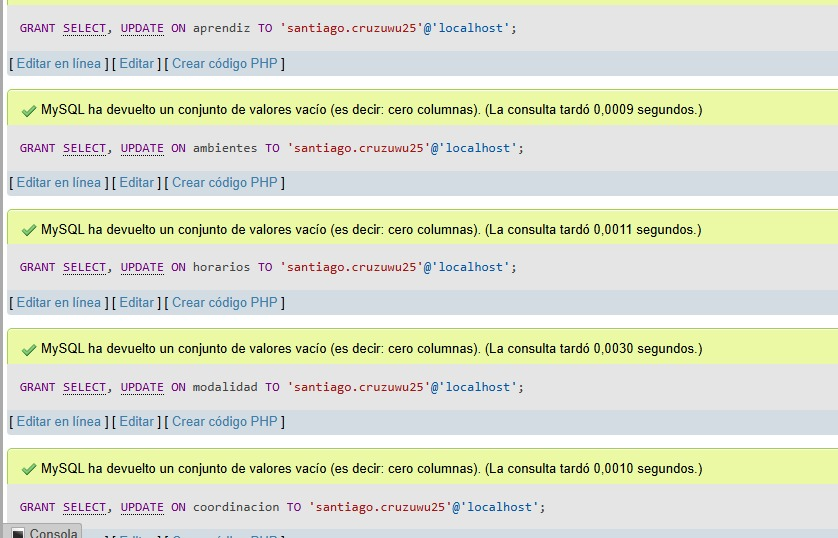 GRANT SELECT, UPDATE ON aprendiz TO 'santiago.cruzuwu25'@'localhost';
[ Editar en línea ] [ Editar ] [ Crear código PHP ]
MySQL ha devuelto un conjunto de valores vacío (es decir: cero columnas). (La consulta tardó 0,0009 segundos.)
GRANT SELECT, UPDATE ON ambientes TO 'santiago.cruzuwu25'@'localhost';
[ Editar en línea ] [ Editar ] [ Crear código PHP ]
MySQL ha devuelto un conjunto de valores vacío (es decir: cero columnas). (La consulta tardó 0,0011 segundos.)
GRANT SELECT, UPDATE ON horarios TO 'santiago.cruzuwu25'@'localhost';
[ Editar en línea ] [ Editar ] [ Crear código PHP ]
MySQL ha devuelto un conjunto de valores vacío (es decir: cero columnas). (La consulta tardó 0,0030 segundos.)
GRANT SELECT, UPDATE ON modalidad TO 'santiago.cruzuwu25'@'localhost';
[ Editar en línea ] [ Editar ] [ Crear código PHP ]
MySQL ha devuelto un conjunto de valores vacío (es decir: cero columnas). (La consulta tardó 0,0010 segundos.)
GRANT SELECT, UPDATE ON coordinacion TO 'santiago.cruzuwu25'@'localhost';
Consola